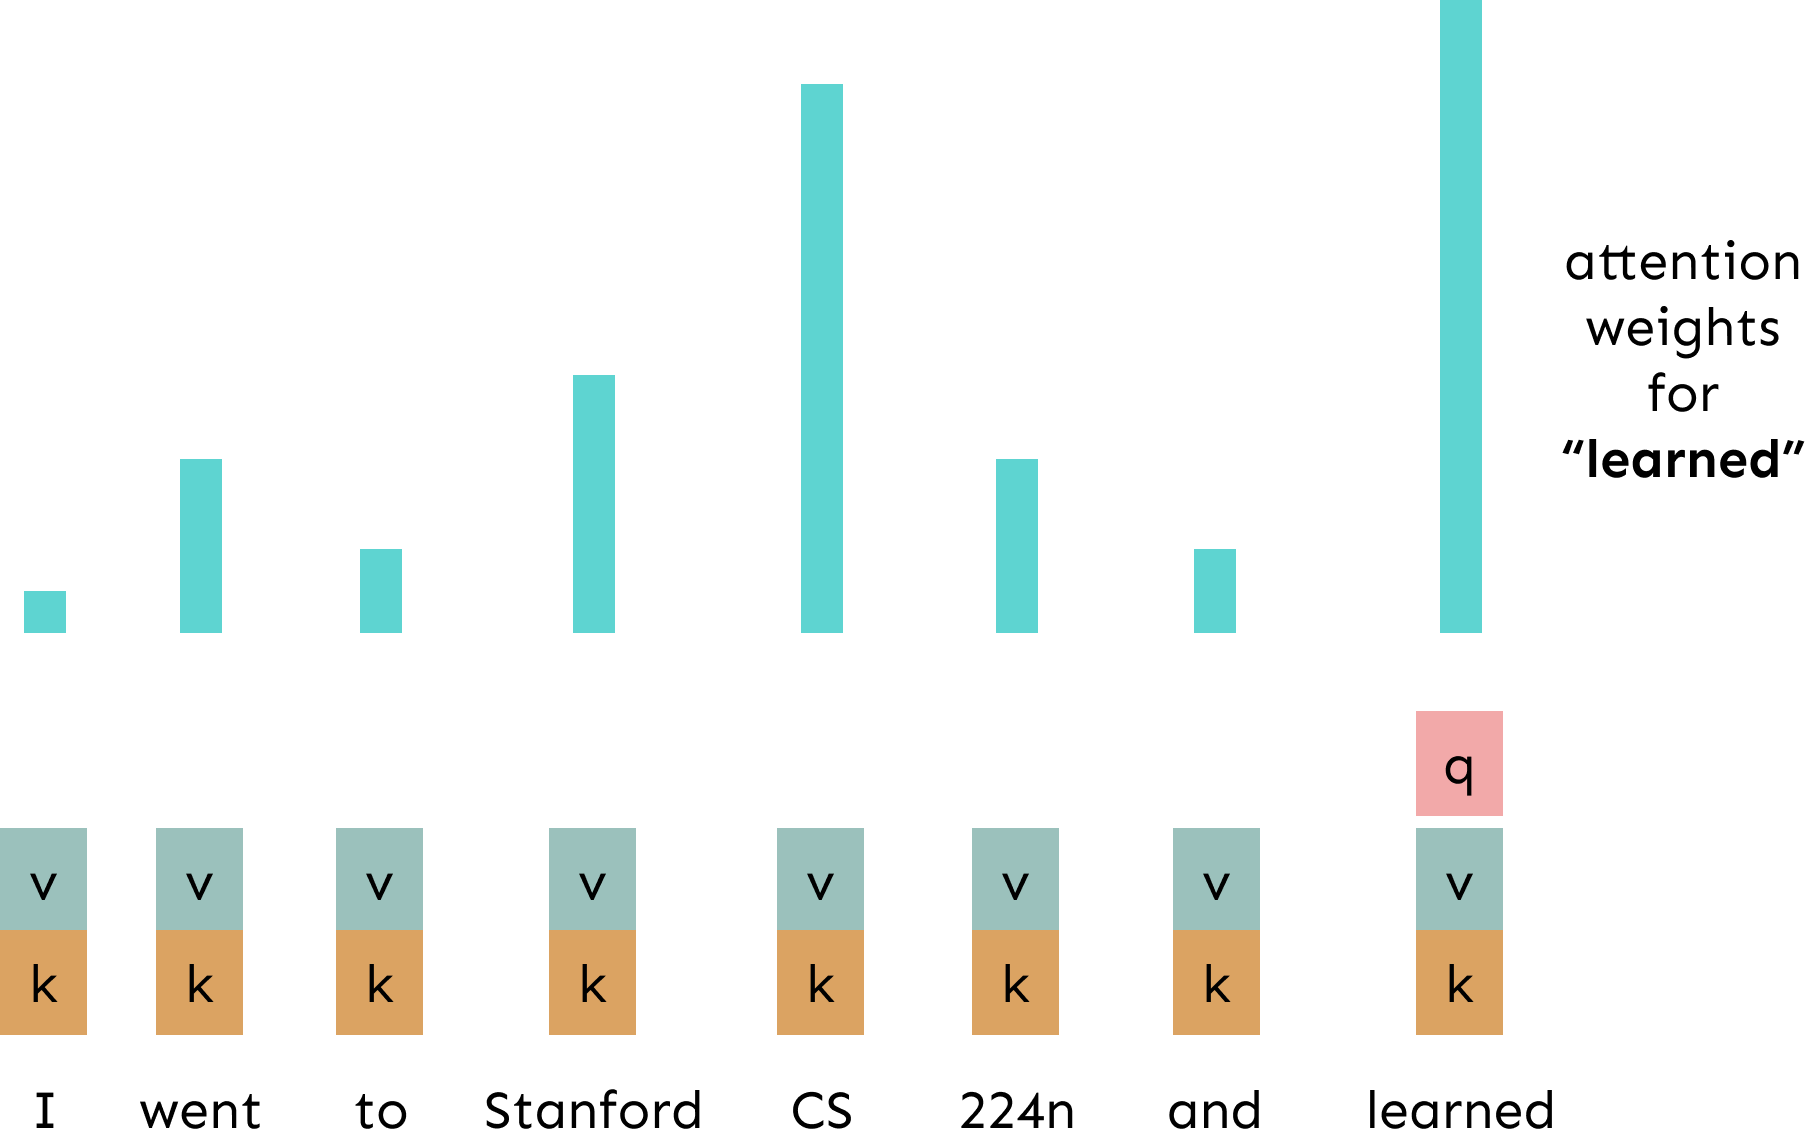 attention
weights
for
“learned”
q
v v v v v v v v
k k k k k k k k
I went to Stanford CS 224n and learned